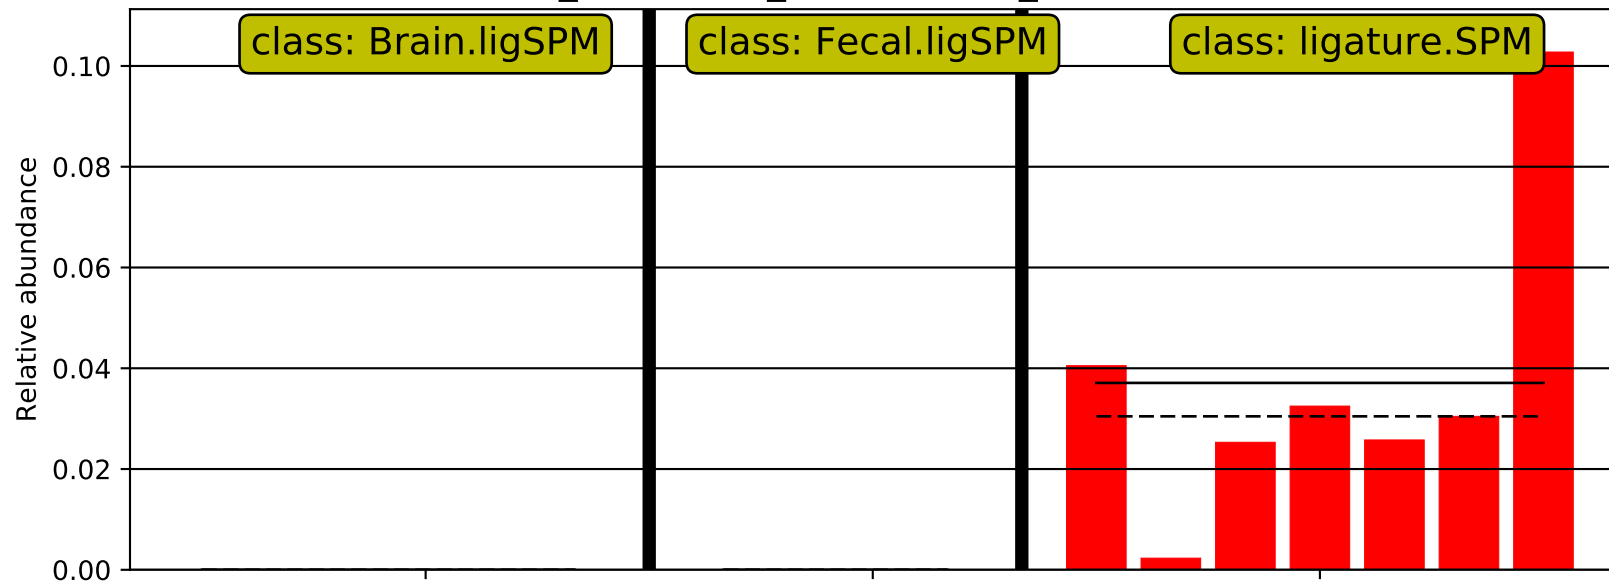 class: Brain.ligSPM
class: Fecal.ligSPM
class: ligature.SPM
Relative abundance
0.10
0.08
0.06
0.04
0.02
0.00